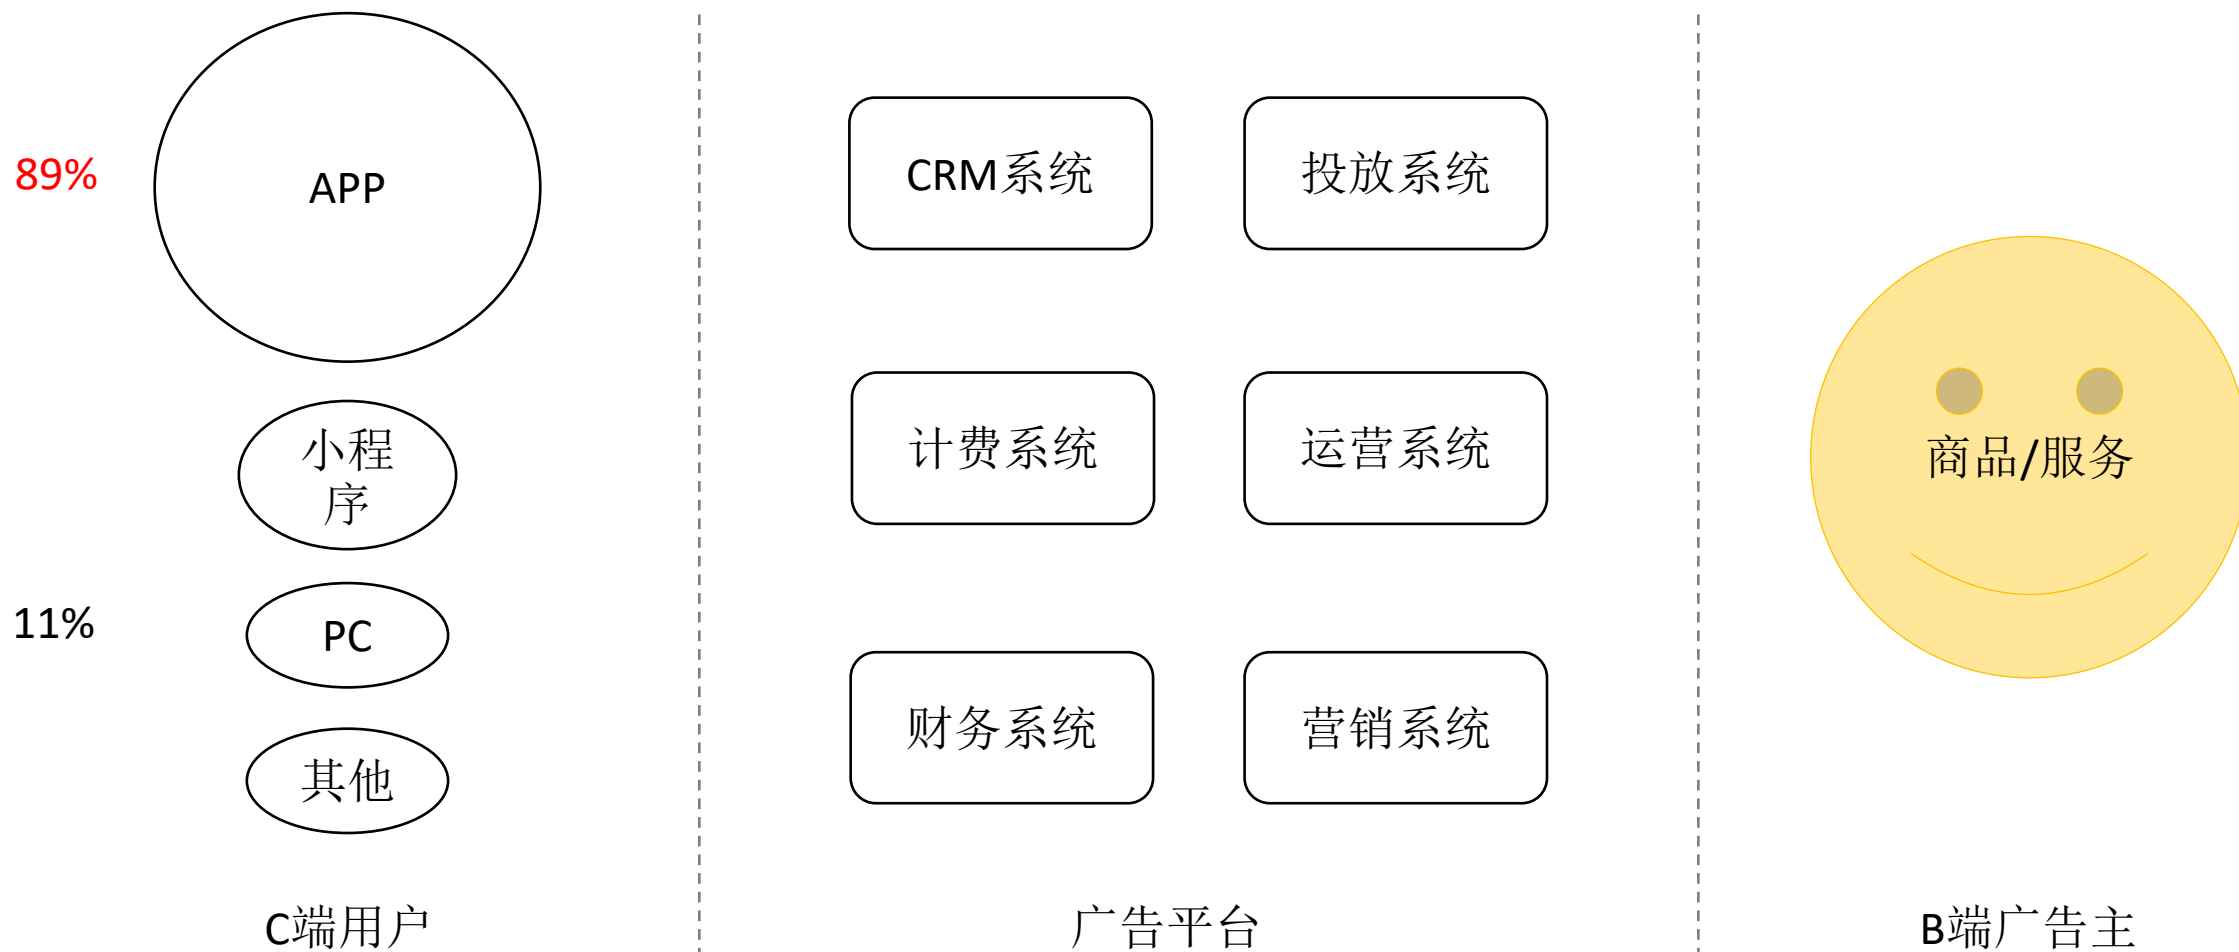 89%
APP
小程
序
11%
PC
其他
C端用户
CRM系统
投放系统
计费系统
运营系统
财务系统
营销系统
广告平台
商品/服务
B端广告主